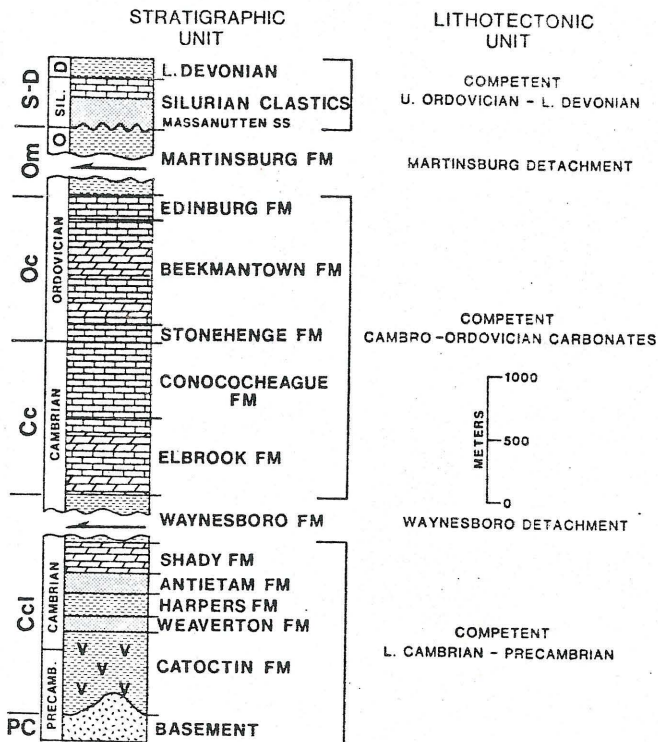 STRATIGRAPHIC
UNIT
LITHOTECTONIC
UNIT
S-D
D
SIL.
L. DEVONIAN
SILURIAN CLASTICS
MASSANUTTEN SS
COMPETENT
U. ORDOVICIAN - L. DEVONIAN
Om
O
MARTINSBURG FM
MARTINSBURG DETACHMENT
Oc
ORDOVICIAN
EDINBURG FM
BEEKMANTOWN FM
STONEHENGE FM
COMPETENT
CAMBRO-ORDOVICIAN CARBONATES
Cc
CAMBRIAN
CONOCOCHEAGUE
FM
ELBROOK FM
METERS
1000
500
0
WAYNESBORO FM
WAYNESBORO DETACHMENT
Ccl
CAMBRIAN
SHADY FM
ANTIETAM FM
HARPERS FM
WEAVERTON FM
PRECAMB.
V V
V
V V
CATOCTIN FM
COMPETENT
L. CAMBRIAN - PRECAMBRIAN
PC
BASEMENT